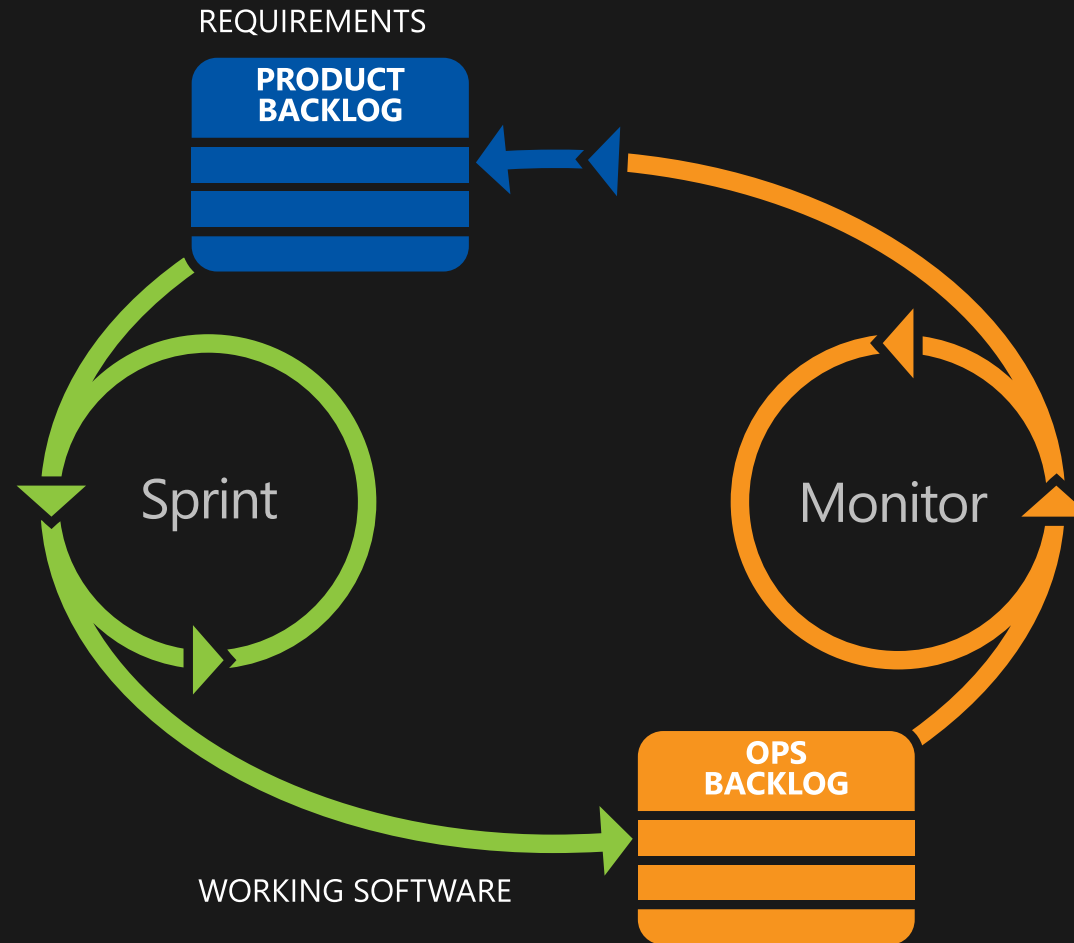 REQUIREMENTS
PRODUCT
BACKLOG
Sprint
Monitor
OPS
BACKLOG
WORKING SOFTWARE